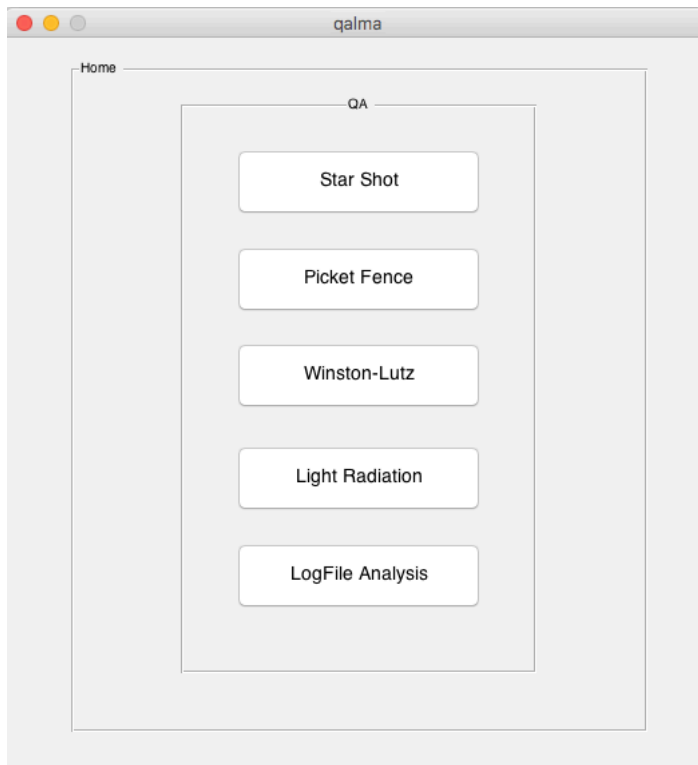 qalma
Home
QA
Star Shot
Picket Fence
Winston-Lutz
Light Radiation
LogFile Analysis